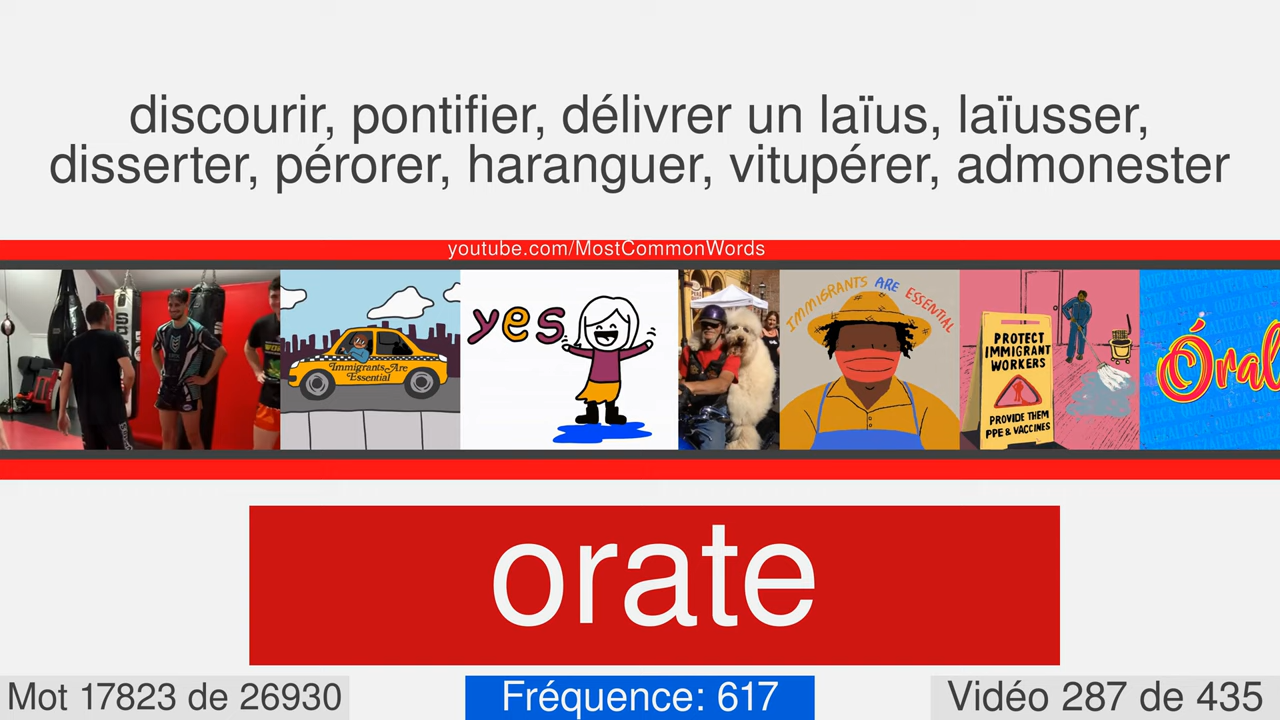 discourir, pontifier, délivrer un laïus, laïusser,
disserter, pérorer, haranguer, vitupérer, admonester
youtube.com/MostCommonWords
Immigrants Are
Essential
yes
IMMIGRANTS ARE ESSENTIAL
PROTECT
IMMIGRANT
WORKERS
PROVIDE THEM
PPE & VACCINES
orate
Mot 17823 de 26930
Fréquence: 617
Vidéo 287 de 435